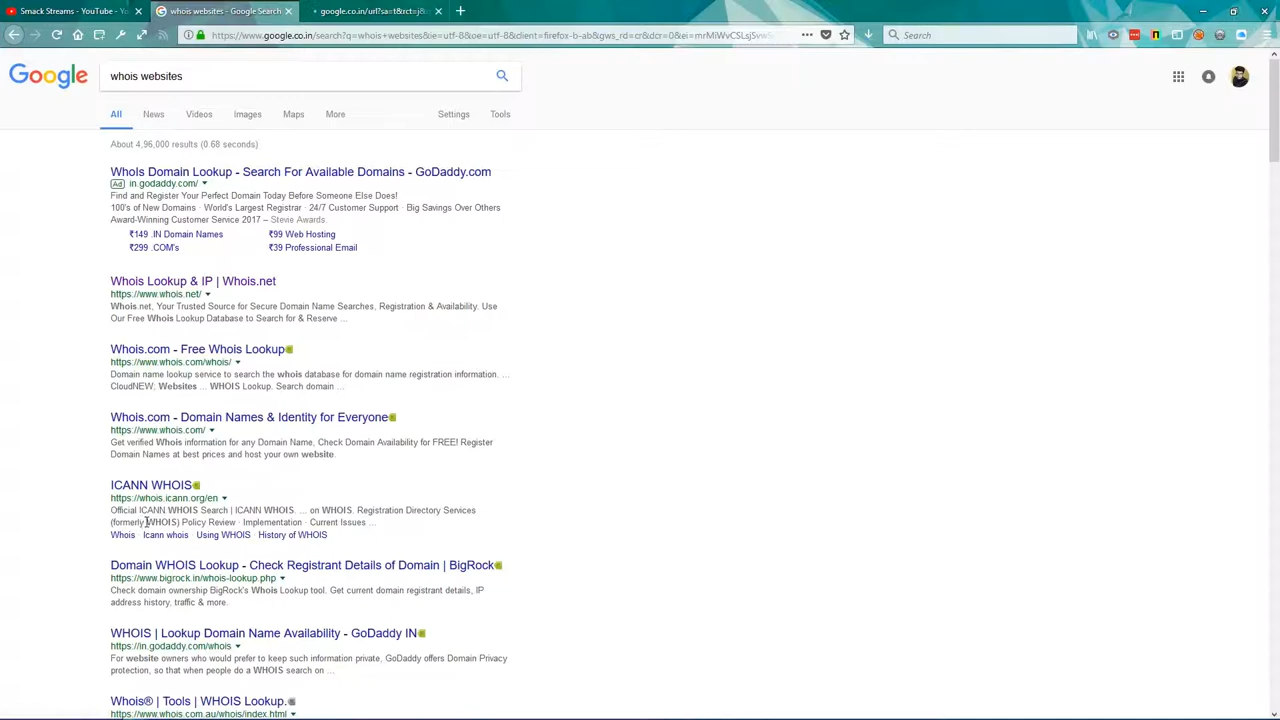 Smack Streams - YouTube - Yo
whois websites - Google Search
google.co.in/url?sa=t&rct=j&
https://www.google.co.in/search?q=whois+websites&ie=utf-8&oe=utf-8&client=firefox-b-ab&gws_rd=cr&dcr=0&ei=mrMiWvCSLsj5vw
Search
Google
whois websites
All News Videos Images Maps More Settings Tools
About 4,96,000 results (0.68 seconds)
WhoIs Domain Lookup - Search For Available Domains - GoDaddy.com
Ad in.godaddy.com/
Find and Register Your Perfect Domain Today Before Someone Else Does!
100's of New Domains · World's Largest Registrar · 24/7 Customer Support · Big Savings Over Others
Award-Winning Customer Service 2017 – Stevie Awards.
₹149 .IN Domain Names ₹99 Web Hosting
₹299 .COM's ₹39 Professional Email
Whois Lookup & IP | Whois.net
https://www.whois.net/
Whois.net, Your Trusted Source for Secure Domain Name Searches, Registration & Availability. Use
Our Free Whois Lookup Database to Search for & Reserve ...
Whois.com - Free Whois Lookup
https://www.whois.com/whois/
Domain name lookup service to search the whois database for domain name registration information. ...
CloudNEW; Websites ... WHOIS Lookup. Search domain ...
Whois.com - Domain Names & Identity for Everyone
https://www.whois.com/
Get verified Whois information for any Domain Name, Check Domain Availability for FREE! Register
Domain Names at best prices and host your own website.
ICANN WHOIS
https://whois.icann.org/en
Official ICANN WHOIS Search | ICANN WHOIS. ... on WHOIS. Registration Directory Services
(formerly WHOIS) Policy Review · Implementation · Current Issues ...
Whois Icann whois Using WHOIS History of WHOIS
Domain WHOIS Lookup - Check Registrant Details of Domain | BigRock
https://www.bigrock.in/whois-lookup.php
Check domain ownership BigRock's Whois Lookup tool. Get current domain registrant details, IP
address history, traffic & more.
WHOIS | Lookup Domain Name Availability - GoDaddy IN
https://in.godaddy.com/whois
For website owners who would prefer to keep such information private, GoDaddy offers Domain Privacy
protection, so that when people do a WHOIS search on ...
Whois® | Tools | WHOIS Lookup.
https://www.whois.com.au/whois/index.html